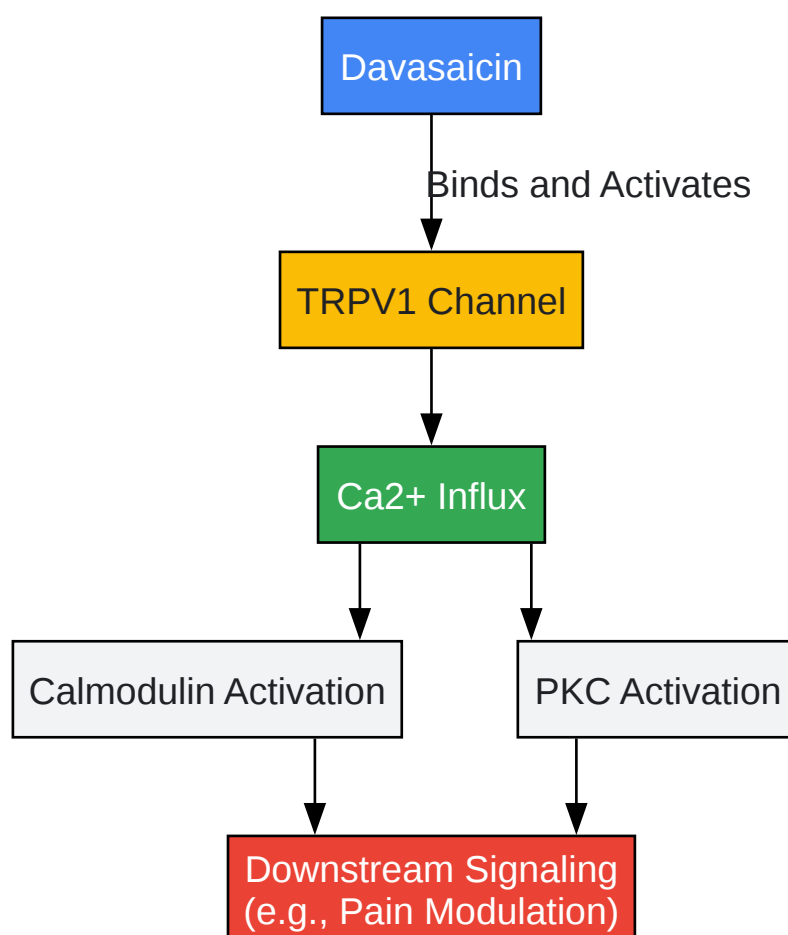 Davasaicin
Binds and Activates
TRPV1 Channel
Ca2+ Influx
Calmodulin Activation
PKC Activation
Downstream Signaling
(e.g., Pain Modulation)